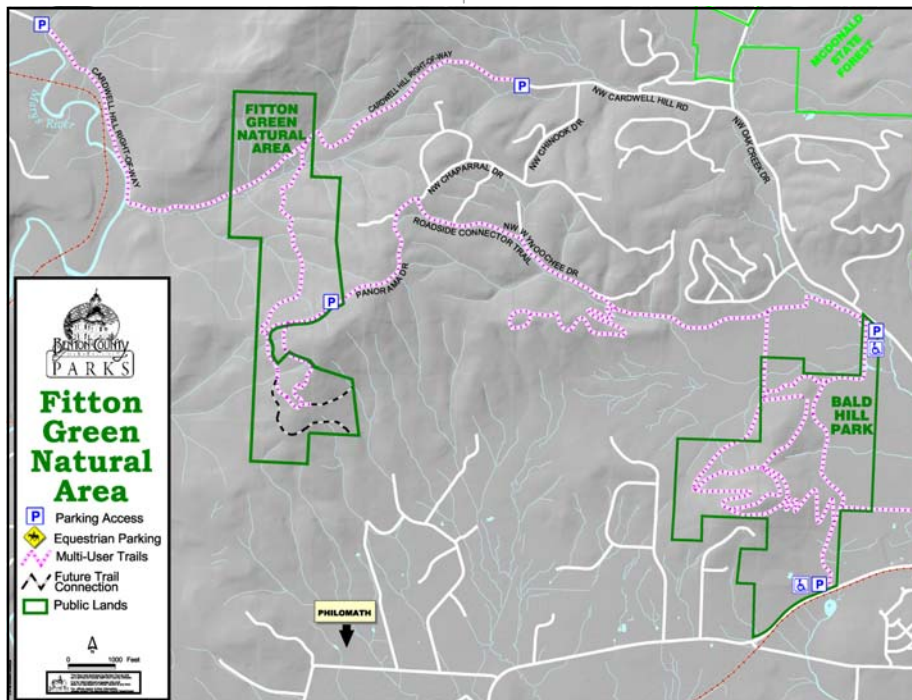 P
CARDWELL HILL RIGHT-OF-WAY
Mary's River
CARDWELL HILL RIGHT-OF-WAY
P
NW CARDWELL HILL RD
MCDONALD
STATE
FOREST
FITTON
GREEN
NATURAL
AREA
NW CHINOOK DR
NW OAK CREEK DR
NW CHAPARRAL DR
ROADSIDE CONNECTOR TRAIL
NW WYNOOCHEE DR
PANORAMA DR
P
P
BALD
HILL
PARK
P
PHILOMATH
Benton County
PARKS
Fitton
Green
Natural
Area
P Parking Access
Equestrian Parking
Multi-User Trails
Future Trail
Connection
Public Lands
N
0 1000 Feet